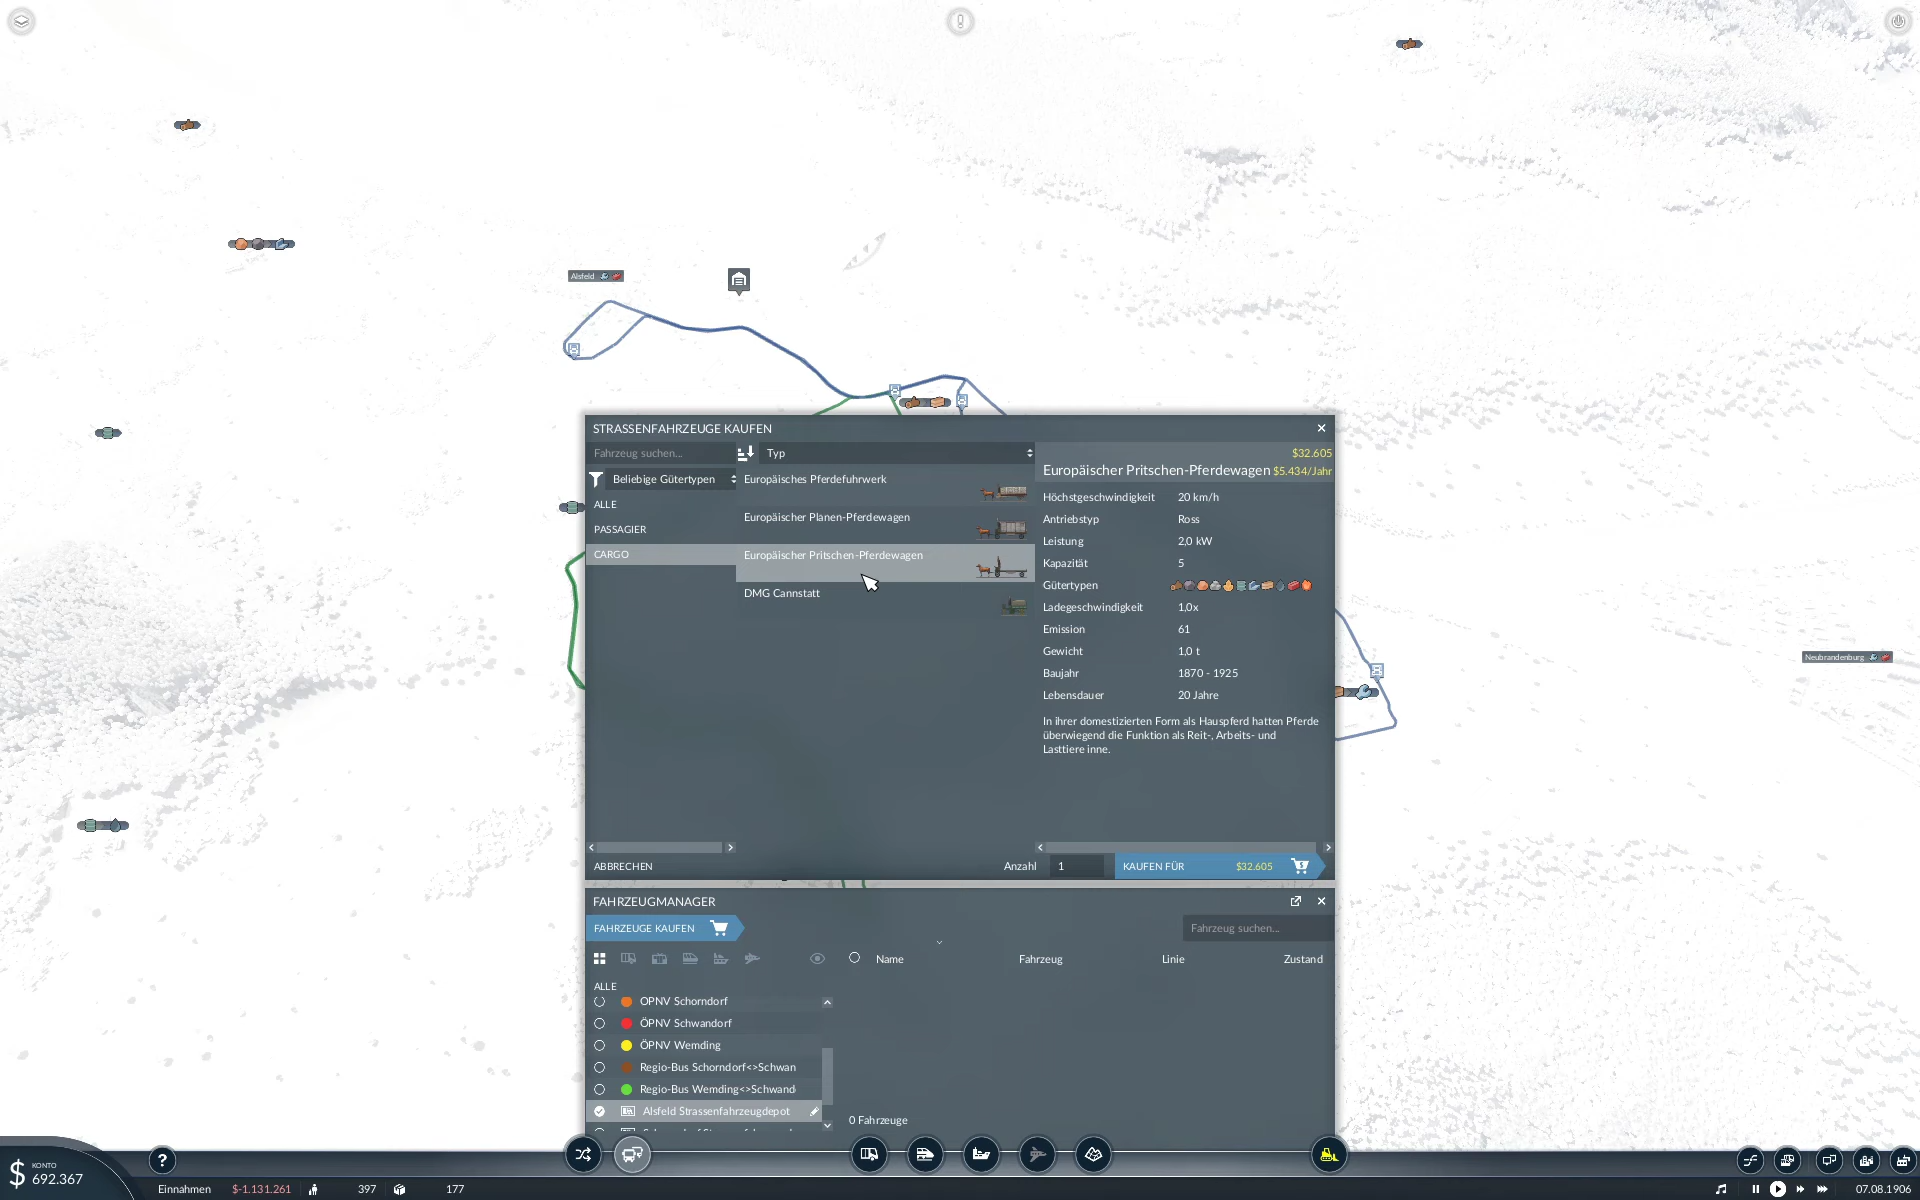 Alsfeld
STRASSENFAHRZEUGE KAUFEN
Fahrzeug suchen...
Typ
$32.605
Europäischer Pritschen-Pferdewagen $5.434/Jahr
Beliebige Gütertypen
ALLE
PASSAGIER
CARGO
Europäisches Pferdefuhrwerk
Europäischer Planen-Pferdewagen
Europäischer Pritschen-Pferdewagen
DMG Cannstatt
Höchstgeschwindigkeit 20 km/h
Antriebstyp Ross
Leistung 2,0 kW
Kapazität 5
Gütertypen
Ladegeschwindigkeit 1,0x
Emission 61
Gewicht 1,0 t
Baujahr 1870 - 1925
Lebensdauer 20 Jahre
In ihrer domestizierten Form als Hauspferd hatten Pferde
überwiegend die Funktion als Reit-, Arbeits- und
Lasttiere inne.
Neubrandenburg
ABBRECHEN
Anzahl 1
KAUFEN FÜR $32.605
FAHRZEUGMANAGER
FAHRZEUGE KAUFEN
Fahrzeug suchen...
Name Fahrzeug Linie Zustand
ALLE
ÖPNV Schorndorf
ÖPNV Schwandorf
ÖPNV Wemding
Regio-Bus Schorndorf<>Schwan
Regio-Bus Wemding<>Schwand
Alsfeld Strassenfahrzeugdepot
0 Fahrzeuge
?
$ KONTO
692.367
Einnahmen $-1.131.261 397 177
07.08.1906